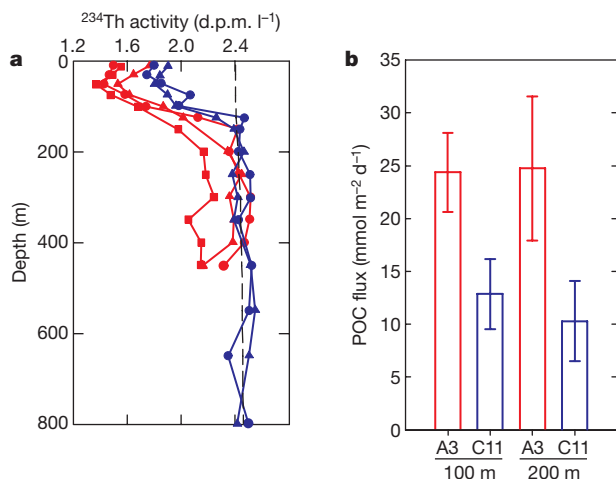 ²³⁴Th activity (d.p.m. l⁻¹)
1.2 1.6 2.0 2.4
a
0
200
400
600
800
Depth (m)
b
35
30
25
20
15
10
5
0
POC flux (mmol m⁻² d⁻¹)
A3 C11 A3 C11
100 m 200 m